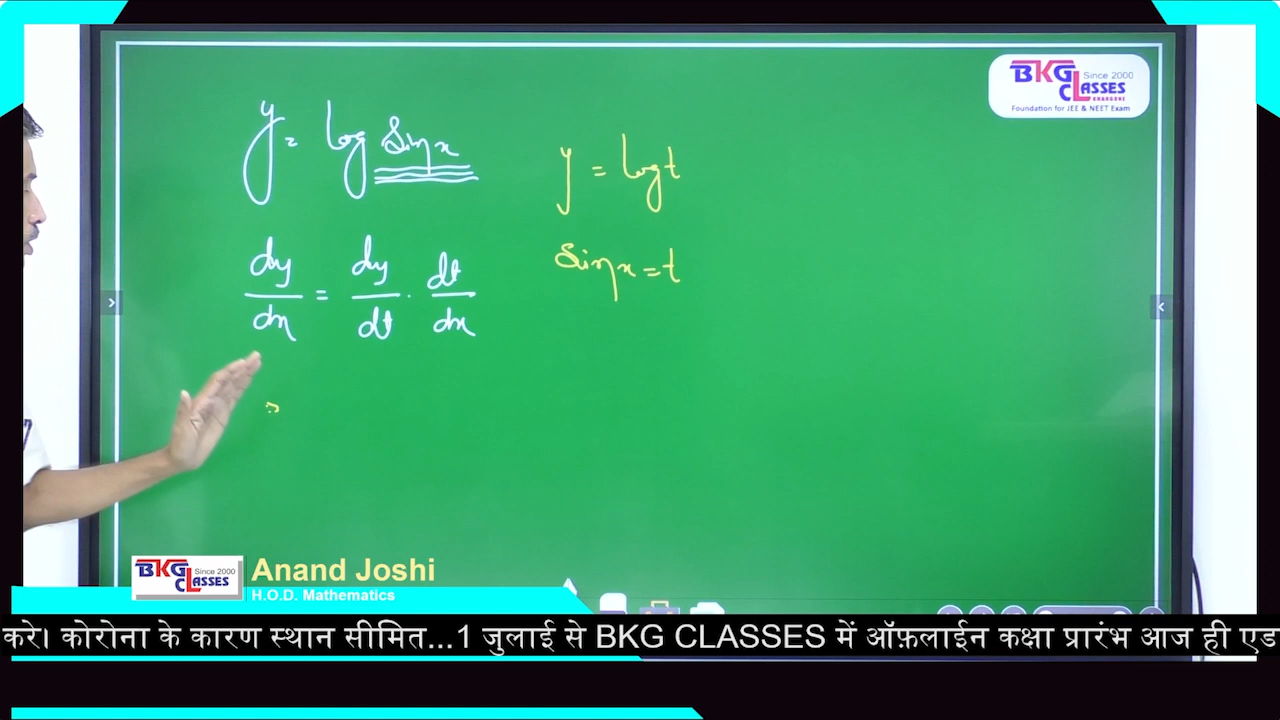 BKG CLASSES Since 2000
KHARGONE
Foundation for JEE & NEET Exam
y = log sin x
y = log t
sin x = t
dy/dx = dy/dt . dt/dx
BKG CLASSES Since 2000
Anand Joshi
H.O.D. Mathematics
करे। कोरोना के कारण स्थान सीमित...1 जुलाई से BKG CLASSES में ऑफ़लाईन कक्षा प्रारंभ आज ही एड